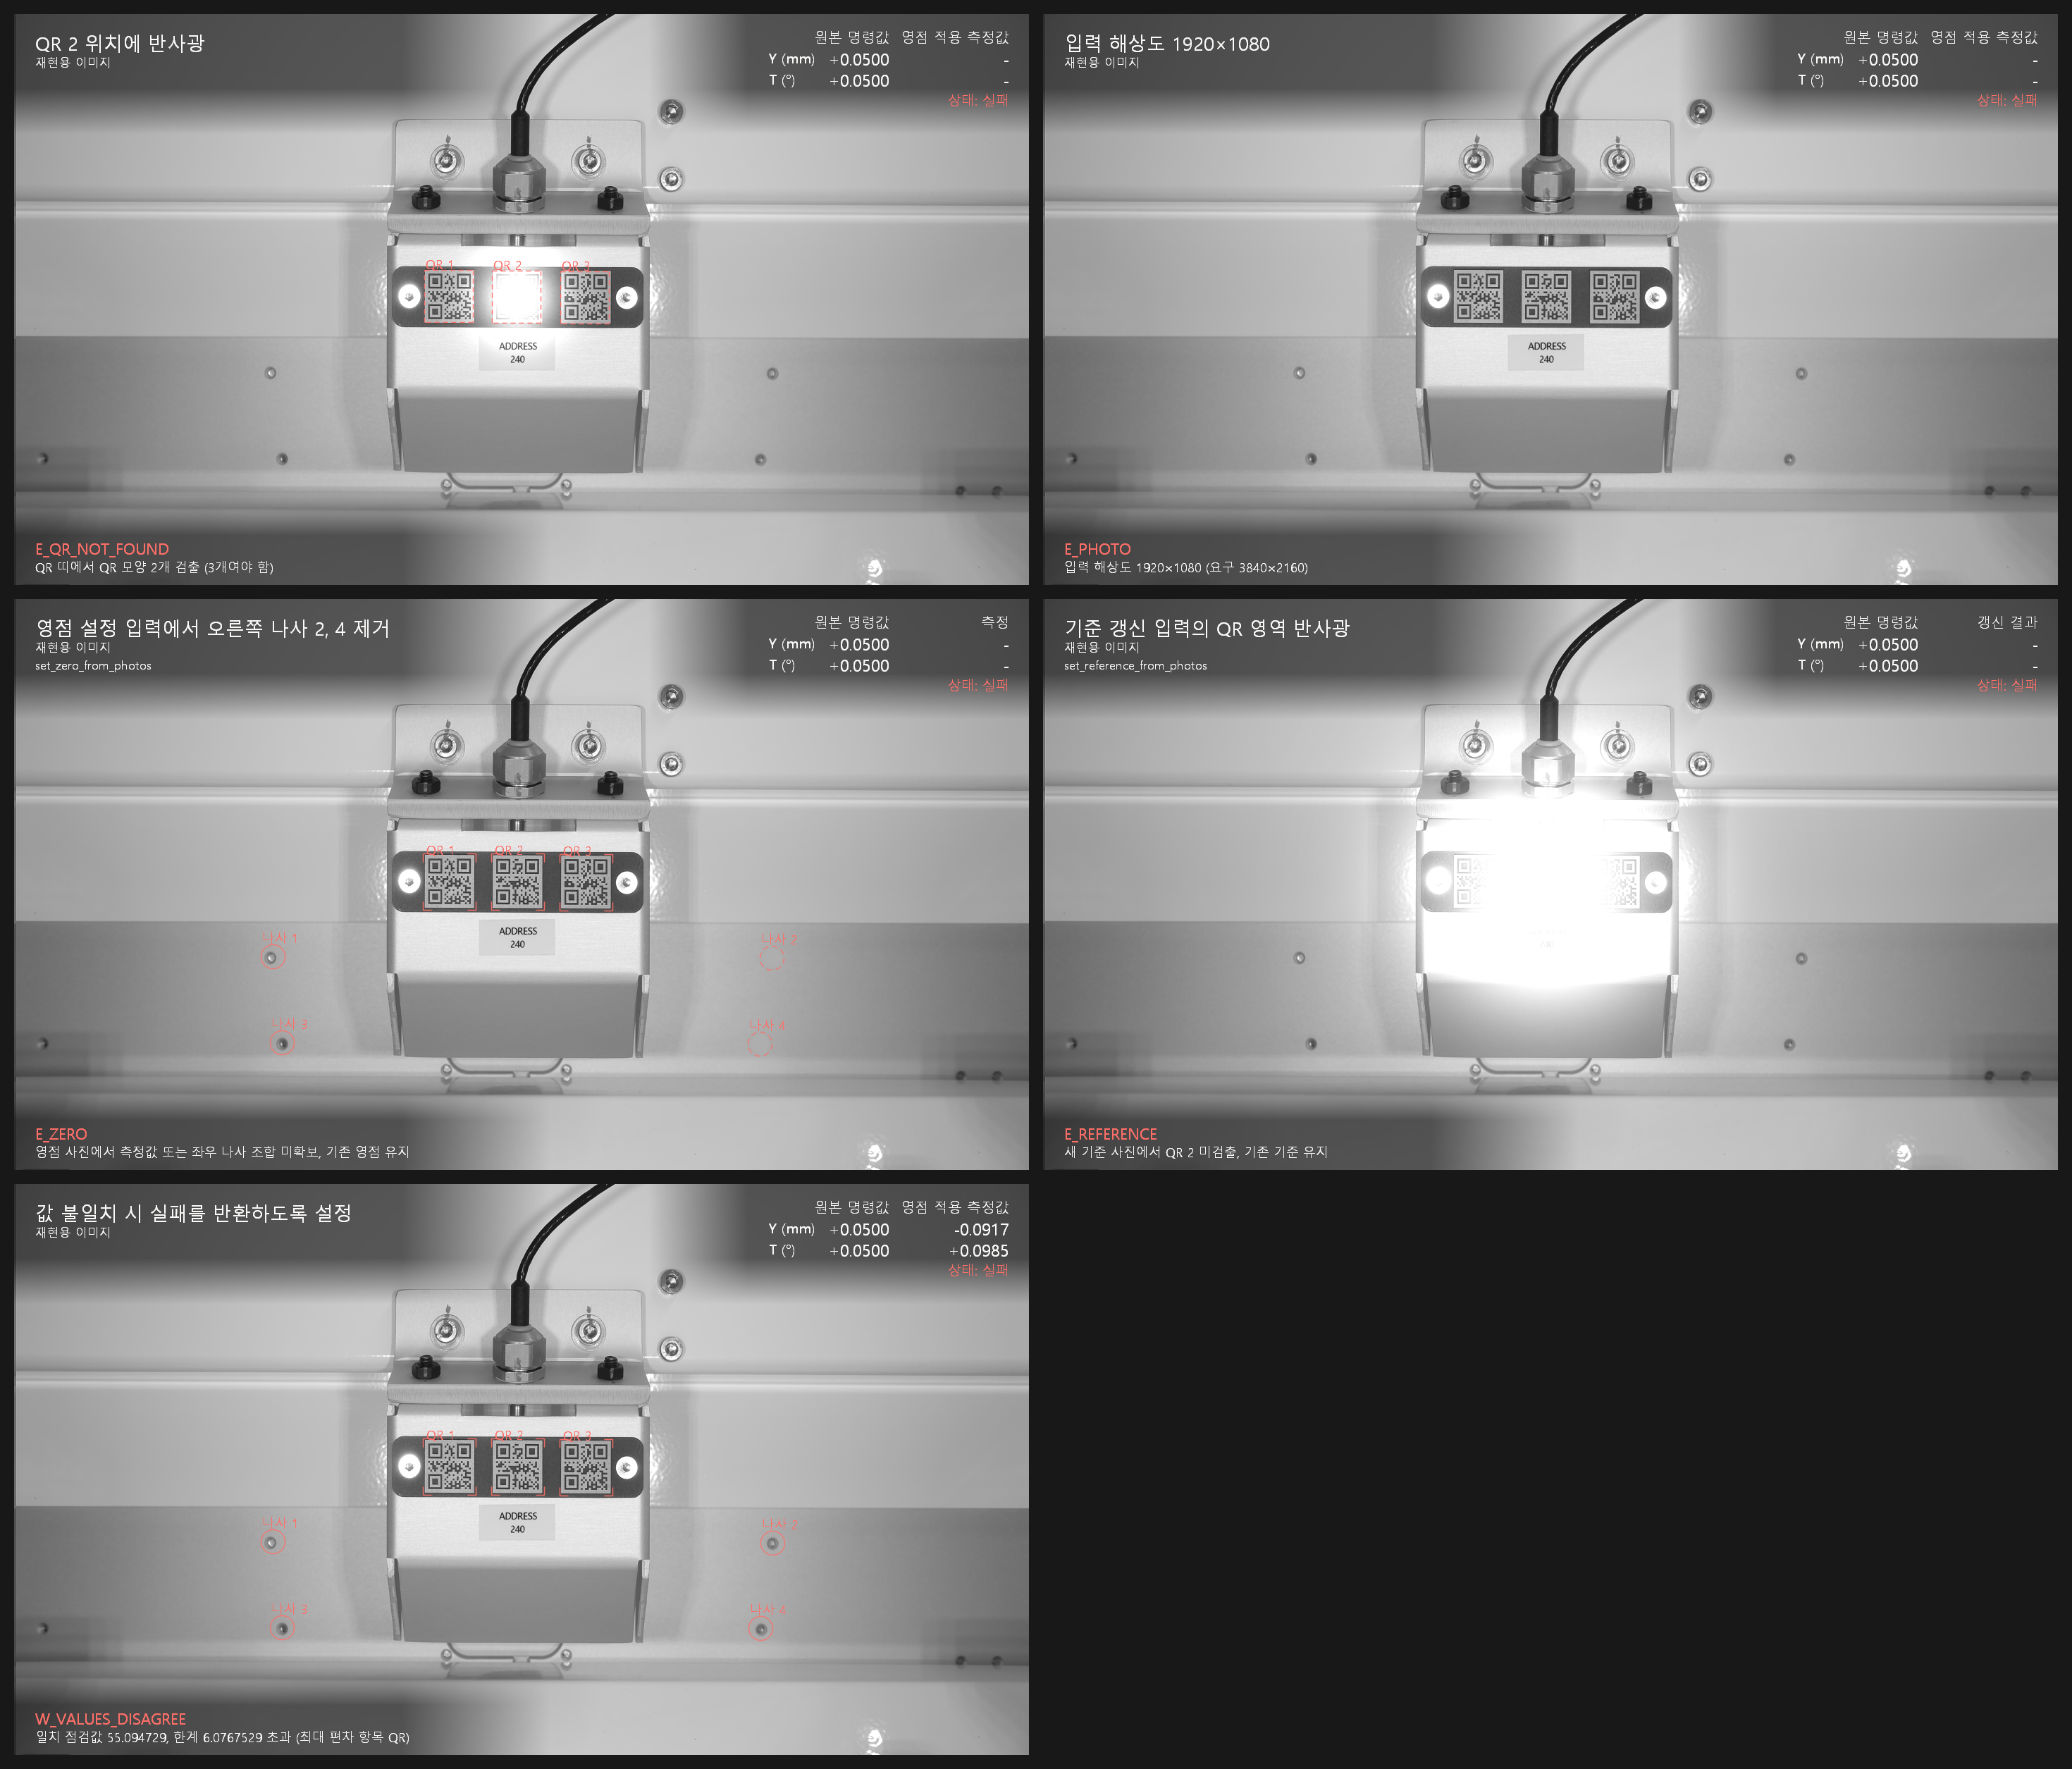 QR 2 위치에 반사광
재현용 이미지
원본 명령값 영점 적용 측정값
Y (mm) +0.0500 -
T (º) +0.0500 -
상태: 실패
QR 1 QR 2 QR 3
ADDRESS
240
E_QR_NOT_FOUND
QR 띠에서 QR 모양 2개 검출 (3개여야 함)
입력 해상도 1920×1080
재현용 이미지
원본 명령값 영점 적용 측정값
Y (mm) +0.0500 -
T (º) +0.0500 -
상태: 실패
ADDRESS
240
E_PHOTO
입력 해상도 1920×1080 (요구 3840×2160)
영점 설정 입력에서 오른쪽 나사 2, 4 제거
재현용 이미지
set_zero_from_photos
원본 명령값 측정
Y (mm) +0.0500 -
T (º) +0.0500 -
상태: 실패
QR 1 QR 2 QR 3
ADDRESS
240
나사 1 나사 2
나사 3 나사 4
E_ZERO
영점 사진에서 측정값 또는 좌우 나사 조합 미확보, 기존 영점 유지
기준 갱신 입력의 QR 영역 반사광
재현용 이미지
set_reference_from_photos
원본 명령값 갱신 결과
Y (mm) +0.0500 -
T (º) +0.0500 -
상태: 실패
240
E_REFERENCE
새 기준 사진에서 QR 2 미검출, 기존 기준 유지
값 불일치 시 실패를 반환하도록 설정
재현용 이미지
원본 명령값 영점 적용 측정값
Y (mm) +0.0500 -0.0917
T (º) +0.0500 +0.0985
상태: 실패
QR 1 QR 2 QR 3
ADDRESS
240
나사 1 나사 2
나사 3 나사 4
W_VALUES_DISAGREE
일치 점검값 55.094729, 한계 6.0767529 초과 (최대 편차 항목 QR)